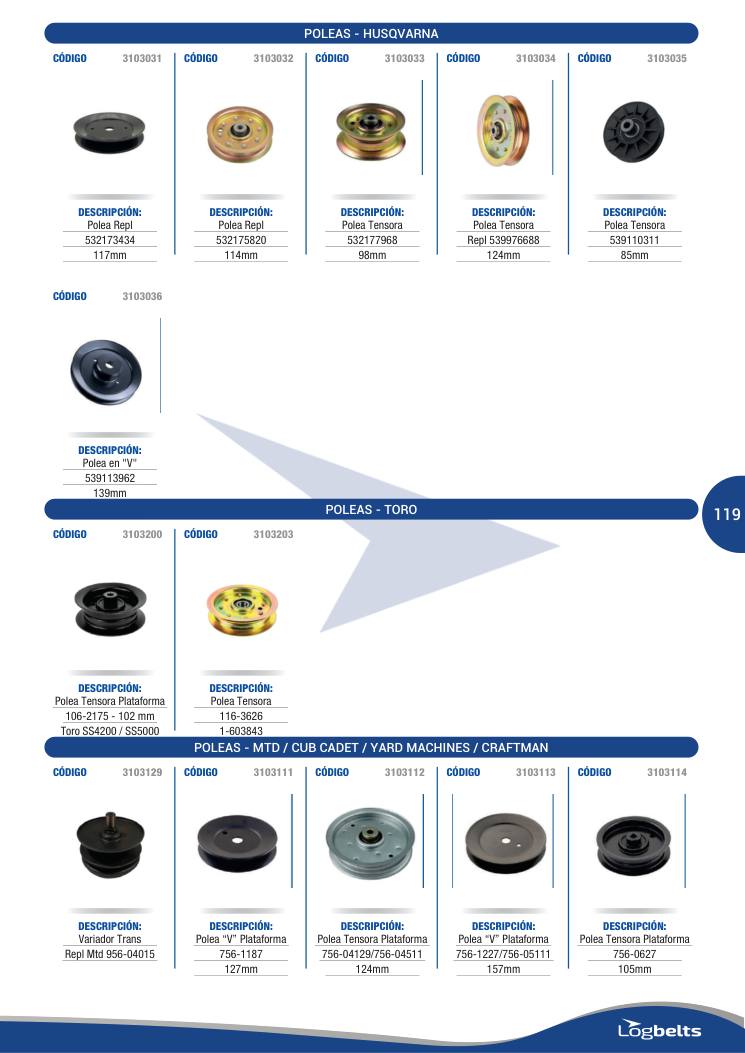 POLEAS - HUSQVARNA
CÓDIGO 3103031
DESCRIPCIÓN:
Polea Repl
532173434
117mm
CÓDIGO 3103032
DESCRIPCIÓN:
Polea Repl
532175820
114mm
CÓDIGO 3103033
DESCRIPCIÓN:
Polea Tensora
532177968
98mm
CÓDIGO 3103034
DESCRIPCIÓN:
Polea Tensora
Repl 539976688
124mm
CÓDIGO 3103035
DESCRIPCIÓN:
Polea Tensora
539110311
85mm
CÓDIGO 3103036
DESCRIPCIÓN:
Polea en "V"
539113962
139mm
POLEAS - TORO
119
CÓDIGO 3103200
DESCRIPCIÓN:
Polea Tensora Plataforma
106-2175 - 102 mm
Toro SS4200 / SS5000
CÓDIGO 3103203
DESCRIPCIÓN:
Polea Tensora
116-3626
1-603843
POLEAS - MTD / CUB CADET / YARD MACHINES / CRAFTMAN
CÓDIGO 3103129
DESCRIPCIÓN:
Variador Trans
Repl Mtd 956-04015
CÓDIGO 3103111
DESCRIPCIÓN:
Polea “V” Plataforma
756-1187
127mm
CÓDIGO 3103112
DESCRIPCIÓN:
Polea Tensora Plataforma
756-04129/756-04511
124mm
CÓDIGO 3103113
DESCRIPCIÓN:
Polea “V” Plataforma
756-1227/756-05111
157mm
CÓDIGO 3103114
DESCRIPCIÓN:
Polea Tensora Plataforma
756-0627
105mm
Logbelts